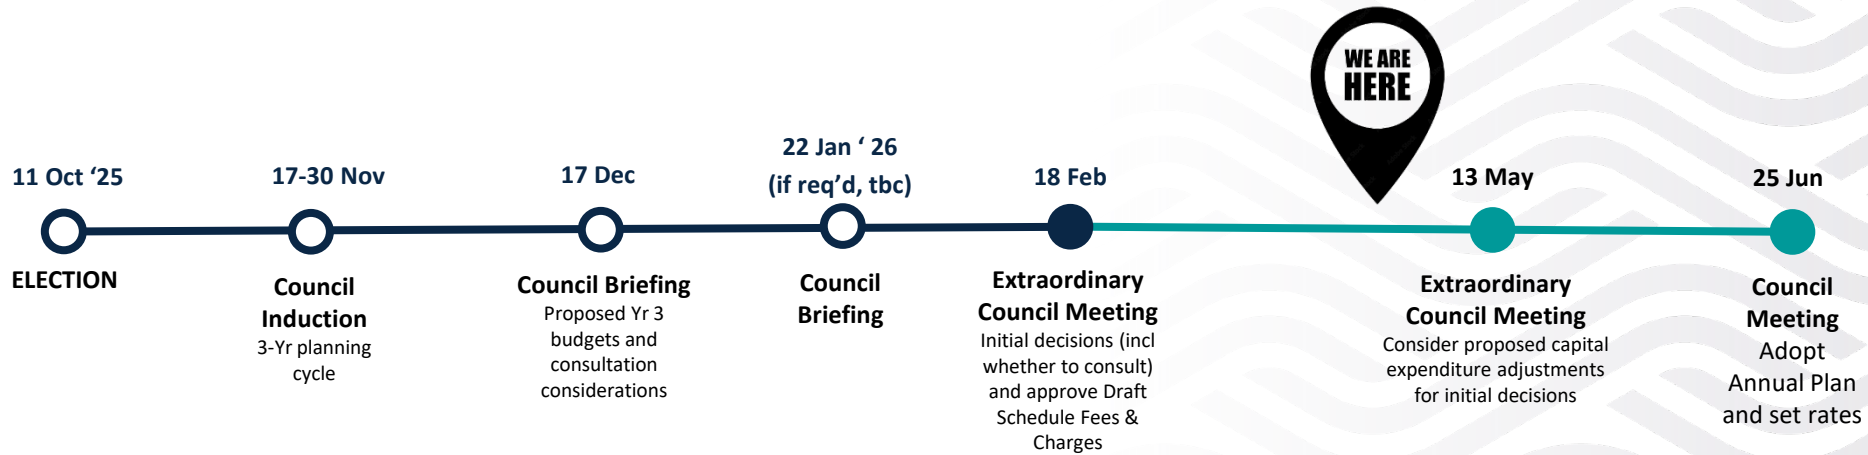 WE ARE
HERE
11 Oct ‘25
ELECTION
17-30 Nov
Council
Induction
3-Yr planning
cycle
17 Dec
Council Briefing
Proposed Yr 3
budgets and
consultation
considerations
22 Jan ‘ 26
(if req’d, tbc)
Council
Briefing
18 Feb
Extraordinary
Council Meeting
Initial decisions (incl
whether to consult)
and approve Draft
Schedule Fees &
Charges
13 May
Extraordinary
Council Meeting
Consider proposed capital
expenditure adjustments
for initial decisions
25 Jun
Council
Meeting
Adopt
Annual Plan
and set rates